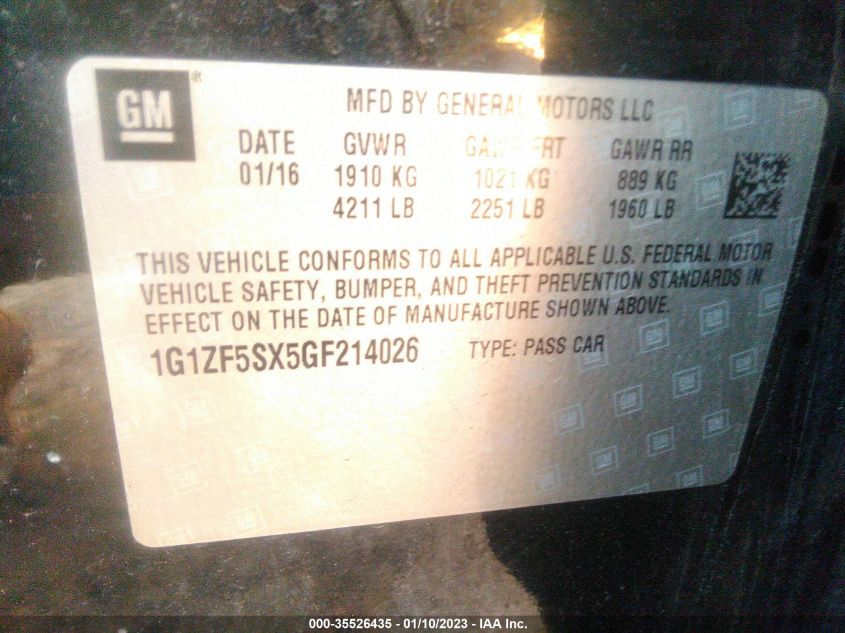 GM ®
MFD BY GENERAL MOTORS LLC
DATE GVWR GAWR FRT GAWR RR
01/16 1910 KG 1021 KG 889 KG
4211 LB 2251 LB 1960 LB
THIS VEHICLE CONFORMS TO ALL APPLICABLE U.S. FEDERAL MOTOR
VEHICLE SAFETY, BUMPER, AND THEFT PREVENTION STANDARDS IN
EFFECT ON THE DATE OF MANUFACTURE SHOWN ABOVE.
1G1ZF5SX5GF214026 TYPE: PASS CAR
000-35526435 - 01/10/2023 - IAA Inc.